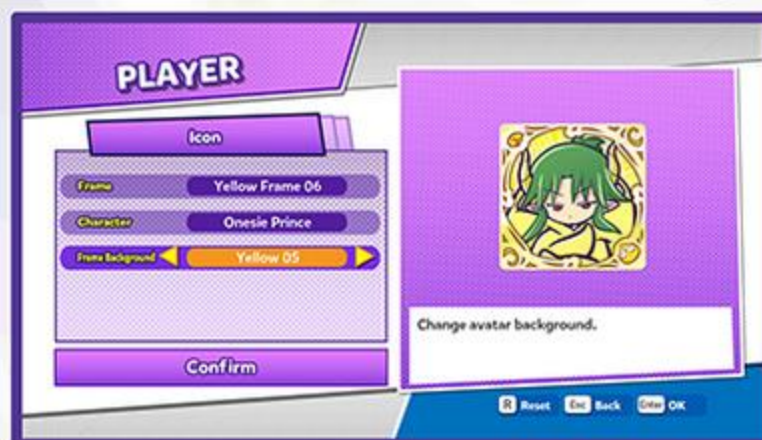 PLAYER
Icon
Frame Yellow Frame 06
Character Onesie Prince
Frame Background Yellow 05
Confirm
Change avatar background.
R Reset Esc Back Enter OK